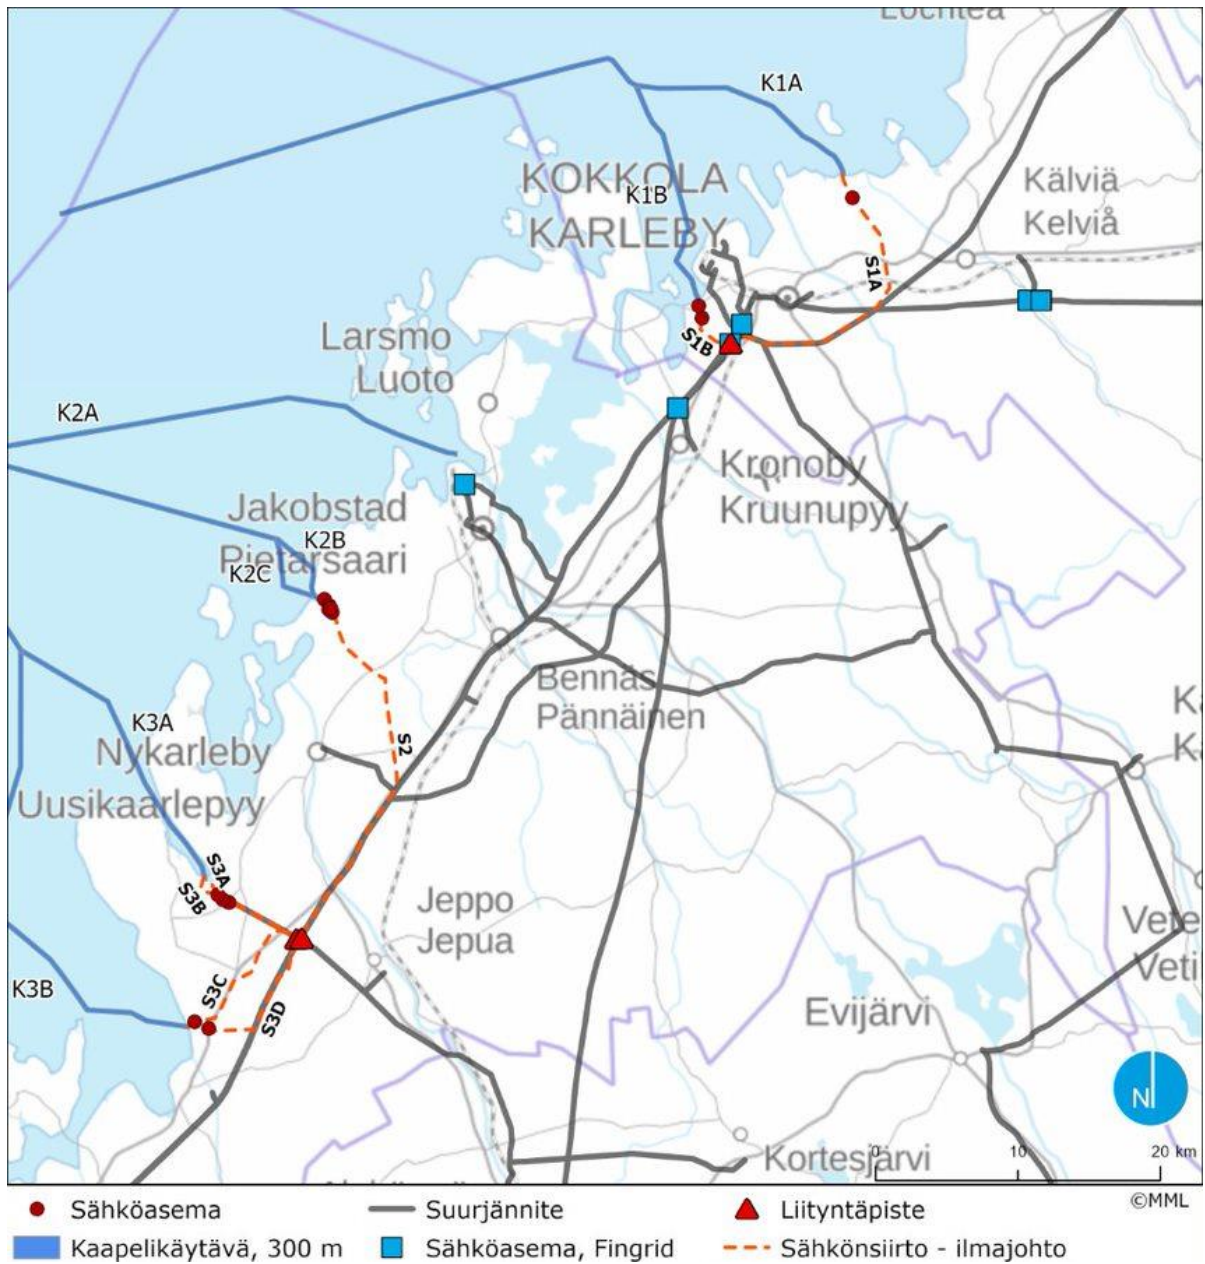 Lochtea
K1A
KOKKOLA
KARLEBY
K1B
Kälviä
Kelviå
S1A
S1B
Larsmo
Luoto
K2A
Kronoby
Kruunupyy
Jakobstad
Pietarsaari
K2B
K2C
Bennäs
Pännäinen
S2
K3A
Nykarleby
Uusikaarlepyy
S3A
S3B
Jeppo
Jepua
Veti
Evijärvi
K3B
S3C
S3D
N
Kortesjärvi
0 10 20 km
©MML
Sähköasema
Suurjännite
Liityntäpiste
Kaapelikäytävä, 300 m
Sähköasema, Fingrid
Sähkönsiirto - ilmajohto